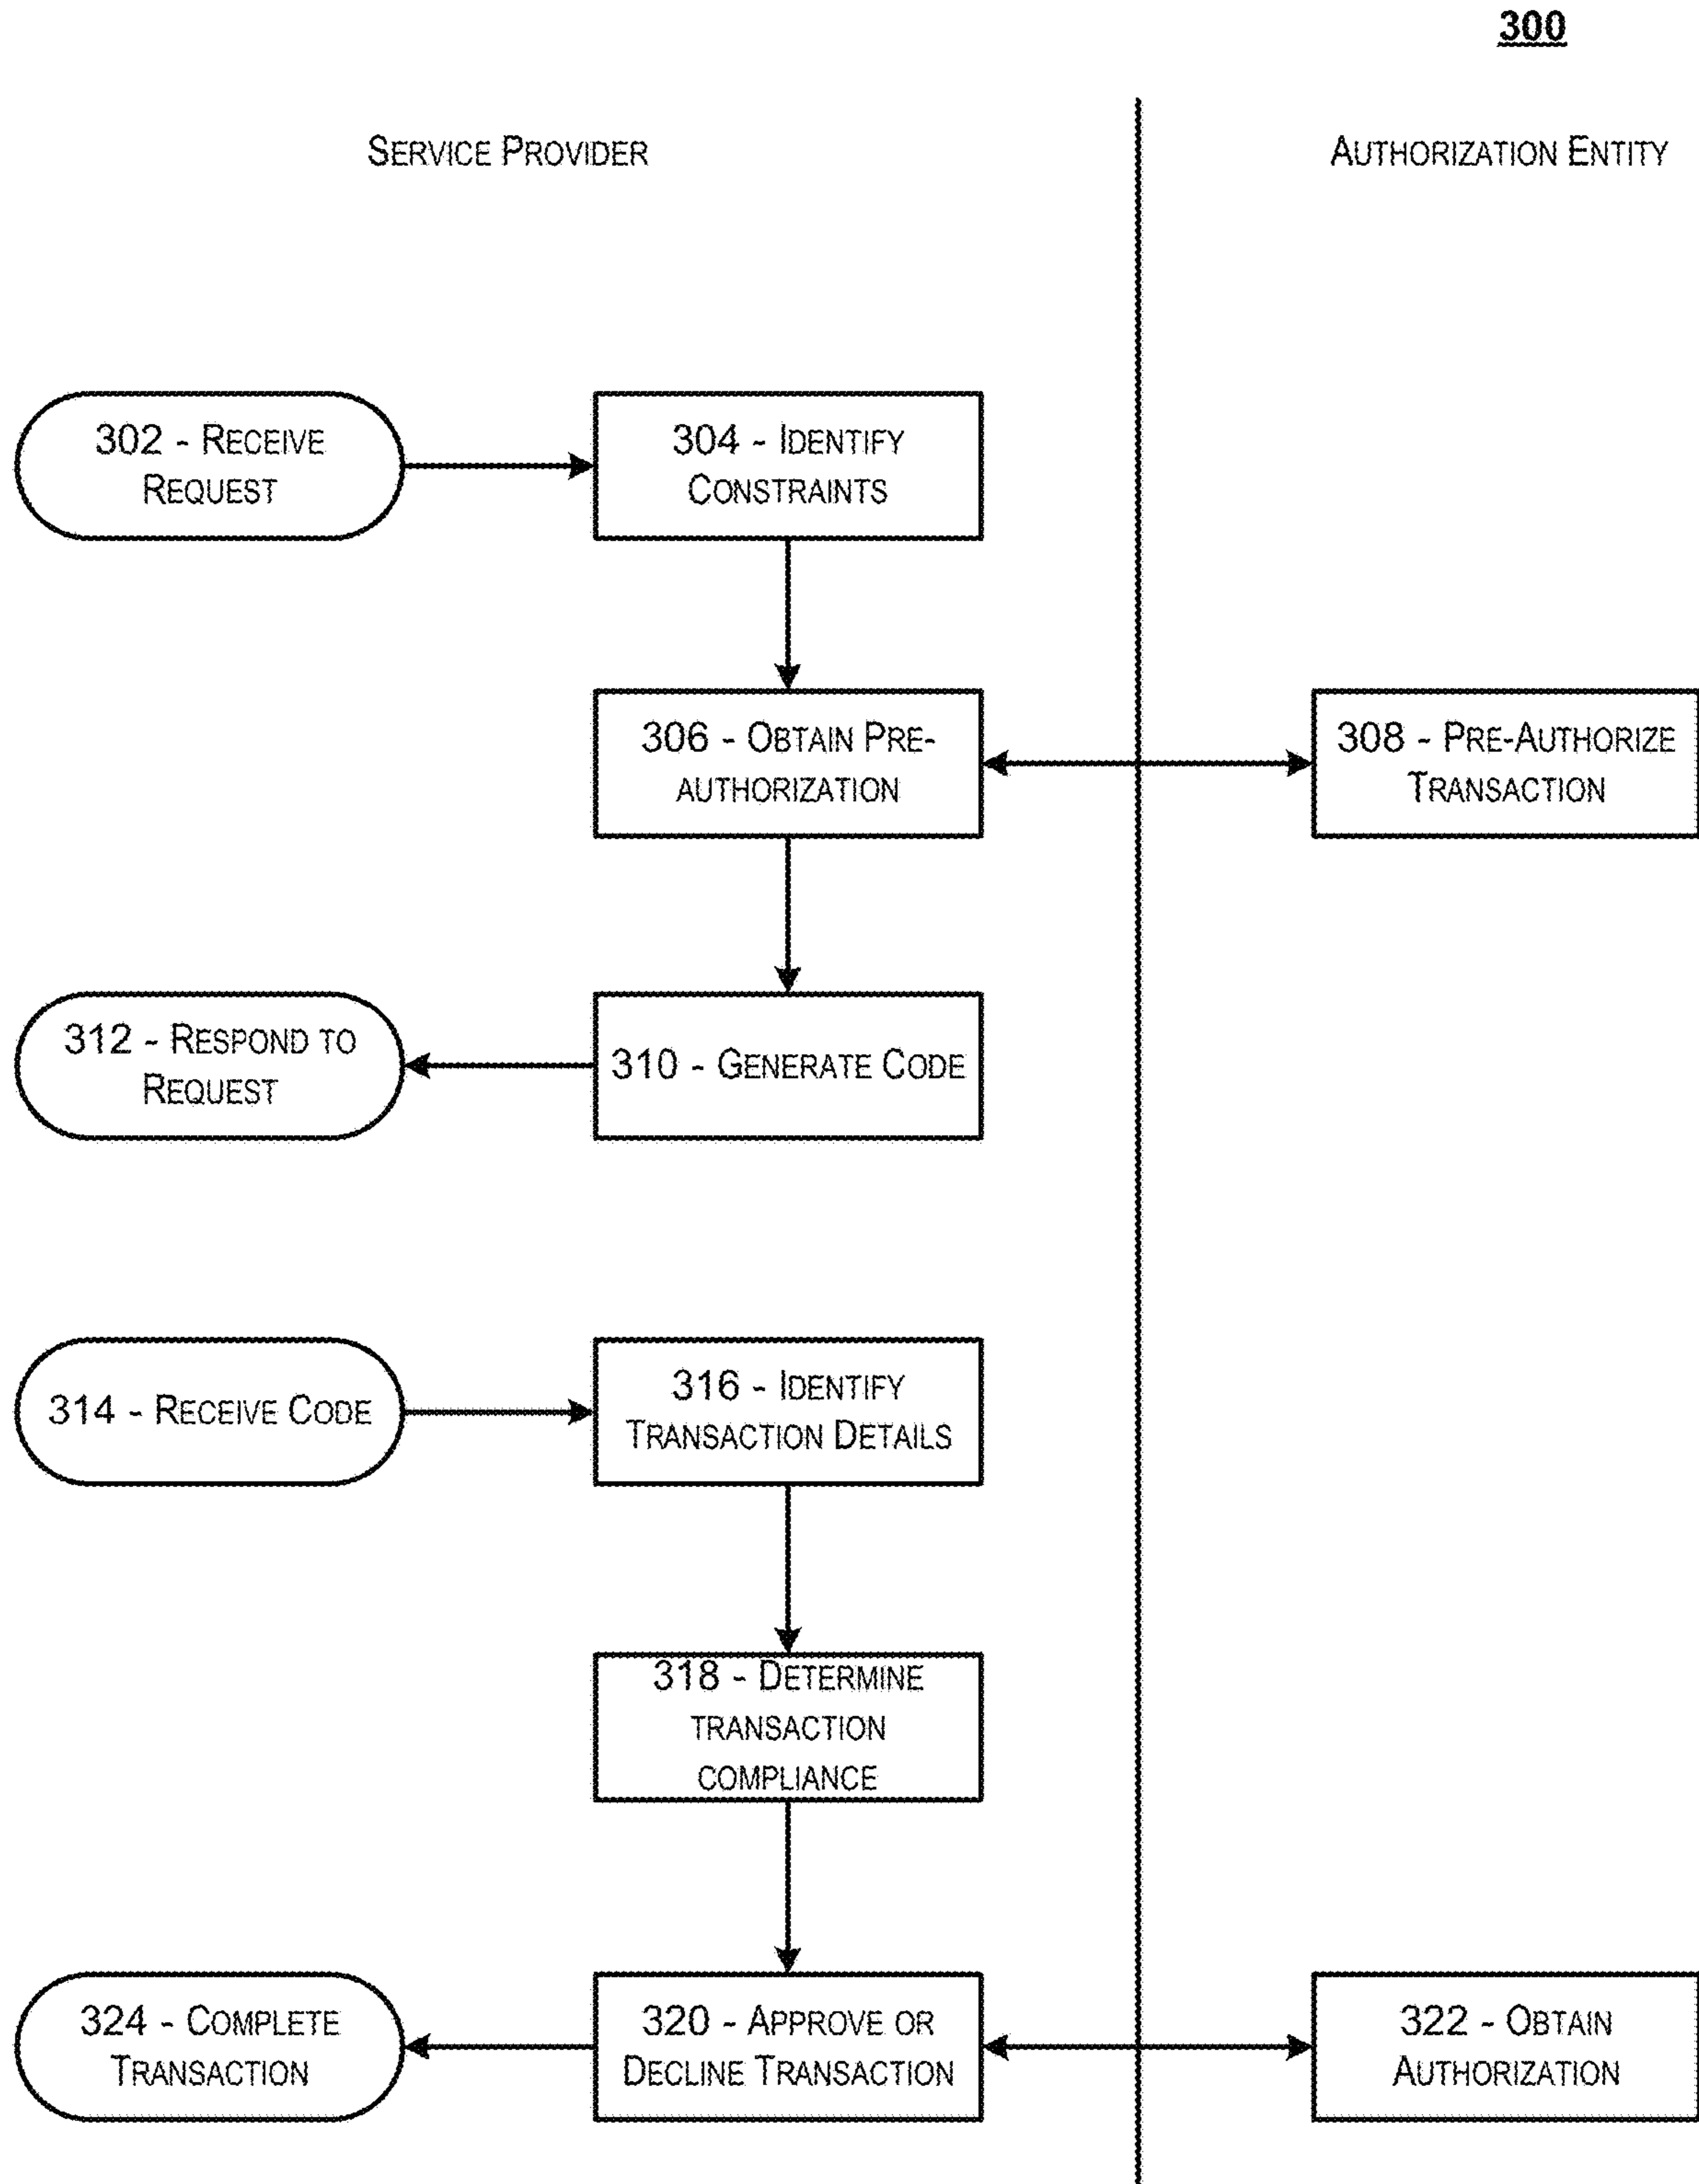 300
SERVICE PROVIDER
AUTHORIZATION ENTITY
302 - RECEIVE
REQUEST
304 - IDENTIFY
CONSTRAINTS
306 - OBTAIN PRE-
AUTHORIZATION
308 - PRE-AUTHORIZE
TRANSACTION
312 - RESPOND TO
REQUEST
310 - GENERATE CODE
314 - RECEIVE CODE
316 - IDENTIFY
TRANSACTION DETAILS
318 - DETERMINE
TRANSACTION
COMPLIANCE
324 - COMPLETE
TRANSACTION
320 - APPROVE OR
DECLINE TRANSACTION
322 - OBTAIN
AUTHORIZATION